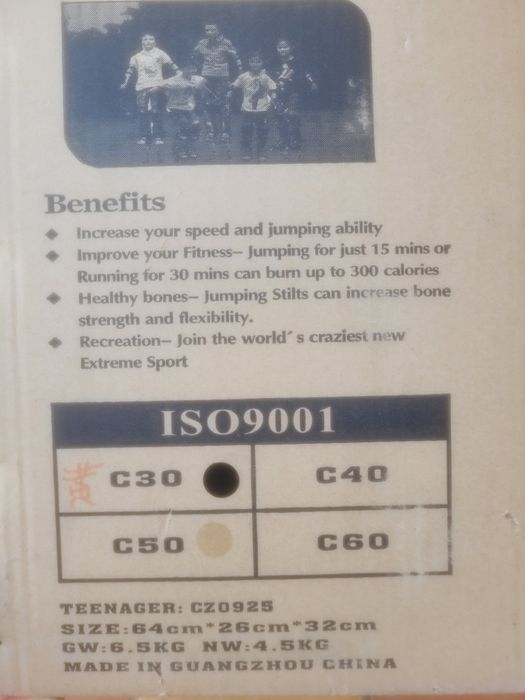 Benefits
◆ Increase your speed and jumping ability
◆ Improve your Fitness– Jumping for just 15 mins or
Running for 30 mins can burn up to 300 calories
◆ Healthy bones– Jumping Stilts can increase bone
strength and flexibility.
◆ Recreation– Join the world´s craziest new
Extreme Sport
ISO9001
黄 C30 C40
C50 C60
TEENAGER: CZ0925
SIZE:64cm*26cm*32cm
GW:6.5KG NW:4.5KG
MADE IN GUANGZHOU CHINA